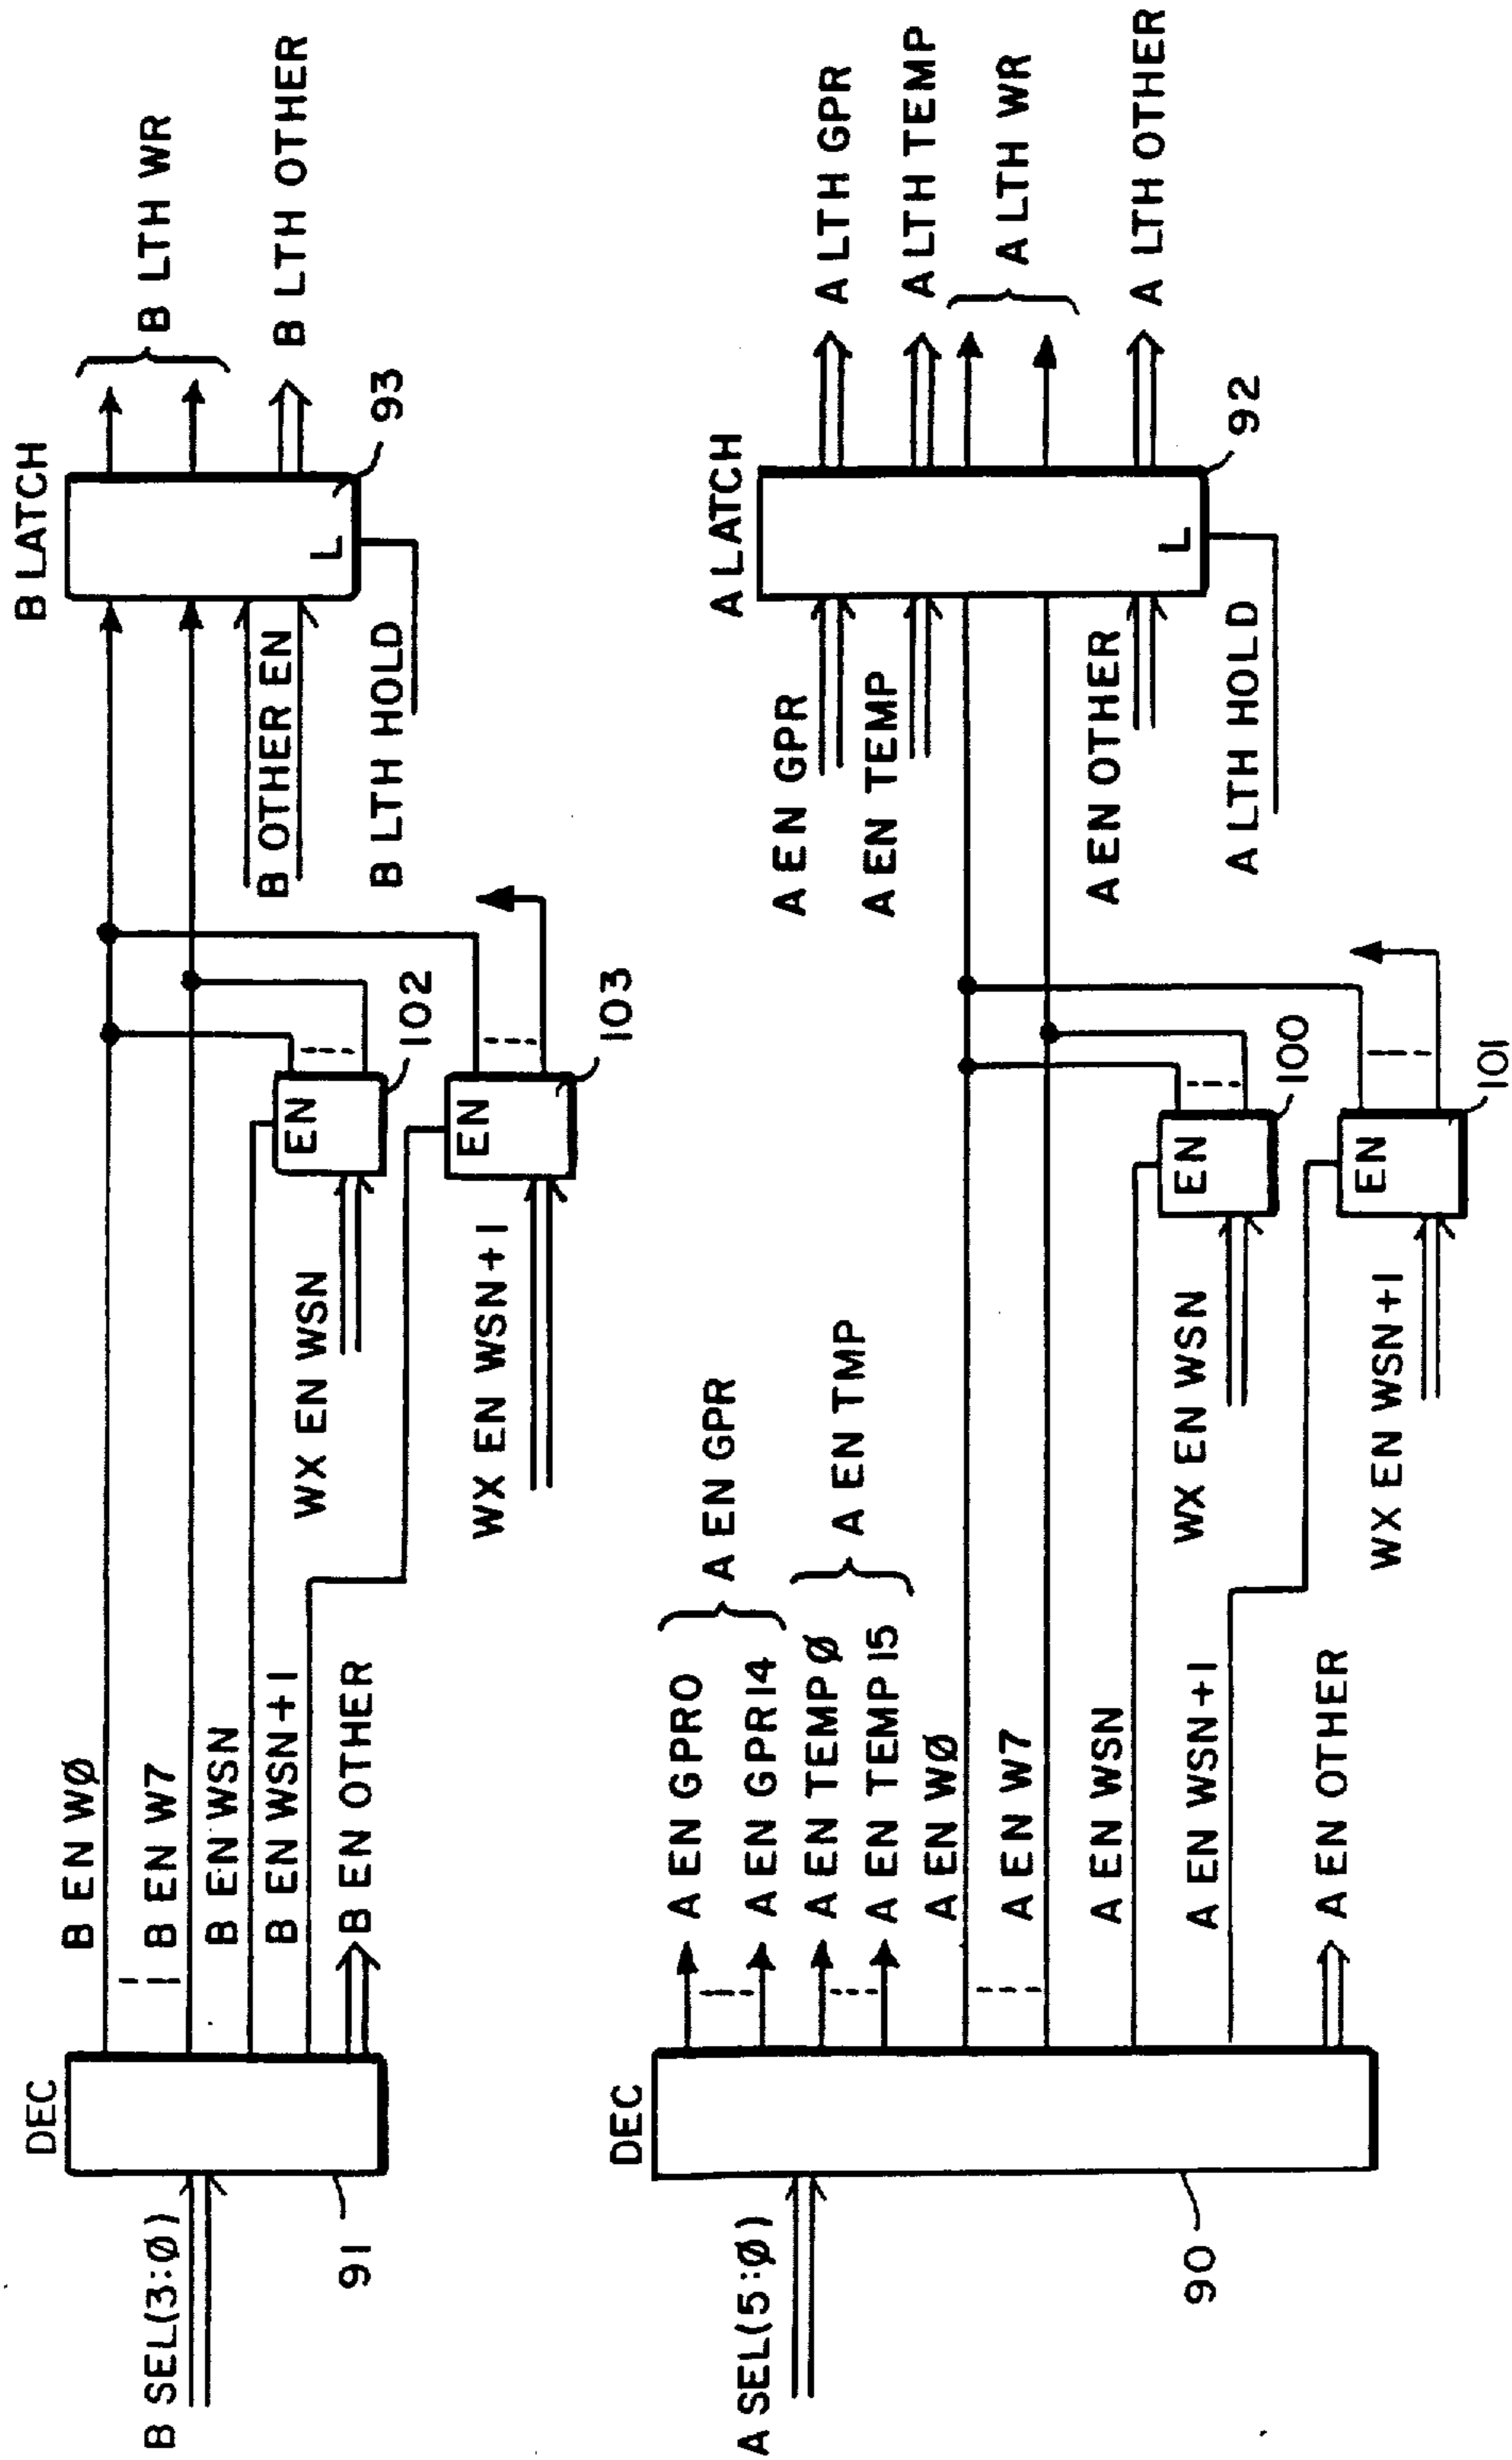 DEC
B SEL(3:Ø)
91
B EN WØ
B EN W7
B EN WSN
B EN WSN+1
B EN OTHER
WX EN WSN
EN
102
WX EN WSN+1
EN
103
B LATCH
B OTHER EN
B LTH HOLD
L
93
B LTH WR
B LTH OTHER
DEC
A SEL(5:Ø)
90
A EN GPRO
A EN GPR14
A EN GPR
A EN TEMPØ
A EN TEMP15
A EN TMP
A EN WØ
A EN W7
A EN WSN
A EN WSN+1
A EN OTHER
WX EN WSN
EN
100
WX EN WSN+1
EN
101
A LATCH
A EN GPR
A EN TEMP
A EN OTHER
A LTH HOLD
L
92
A LTH GPR
A LTH TEMP
A LTH WR
A LTH OTHER